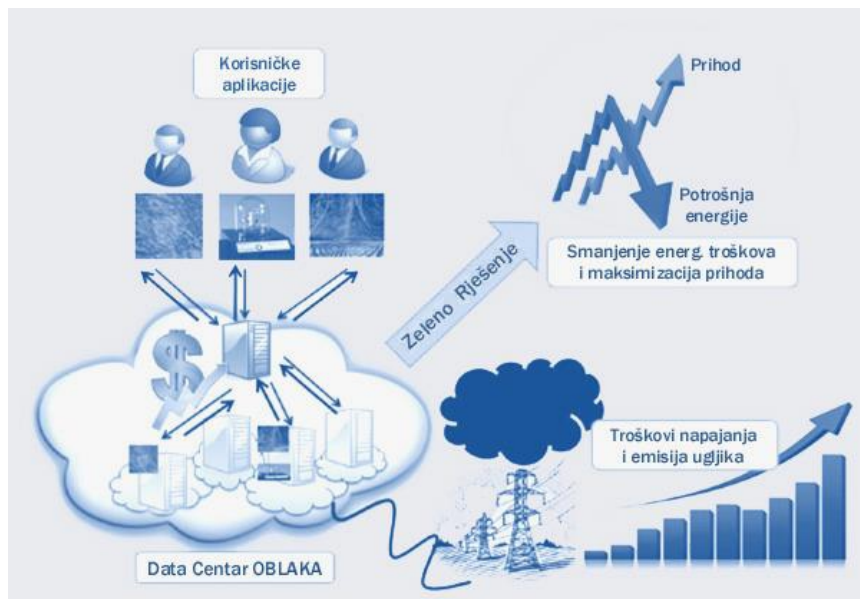 Korisničke
aplikacije
Prihod
Potrošnja
energije
Smanjenje energ. troškova
i maksimizacija prihoda
Zeleno Rješenje
$
Troškovi napajanja
i emisija ugljika
Data Centar OBLAKA